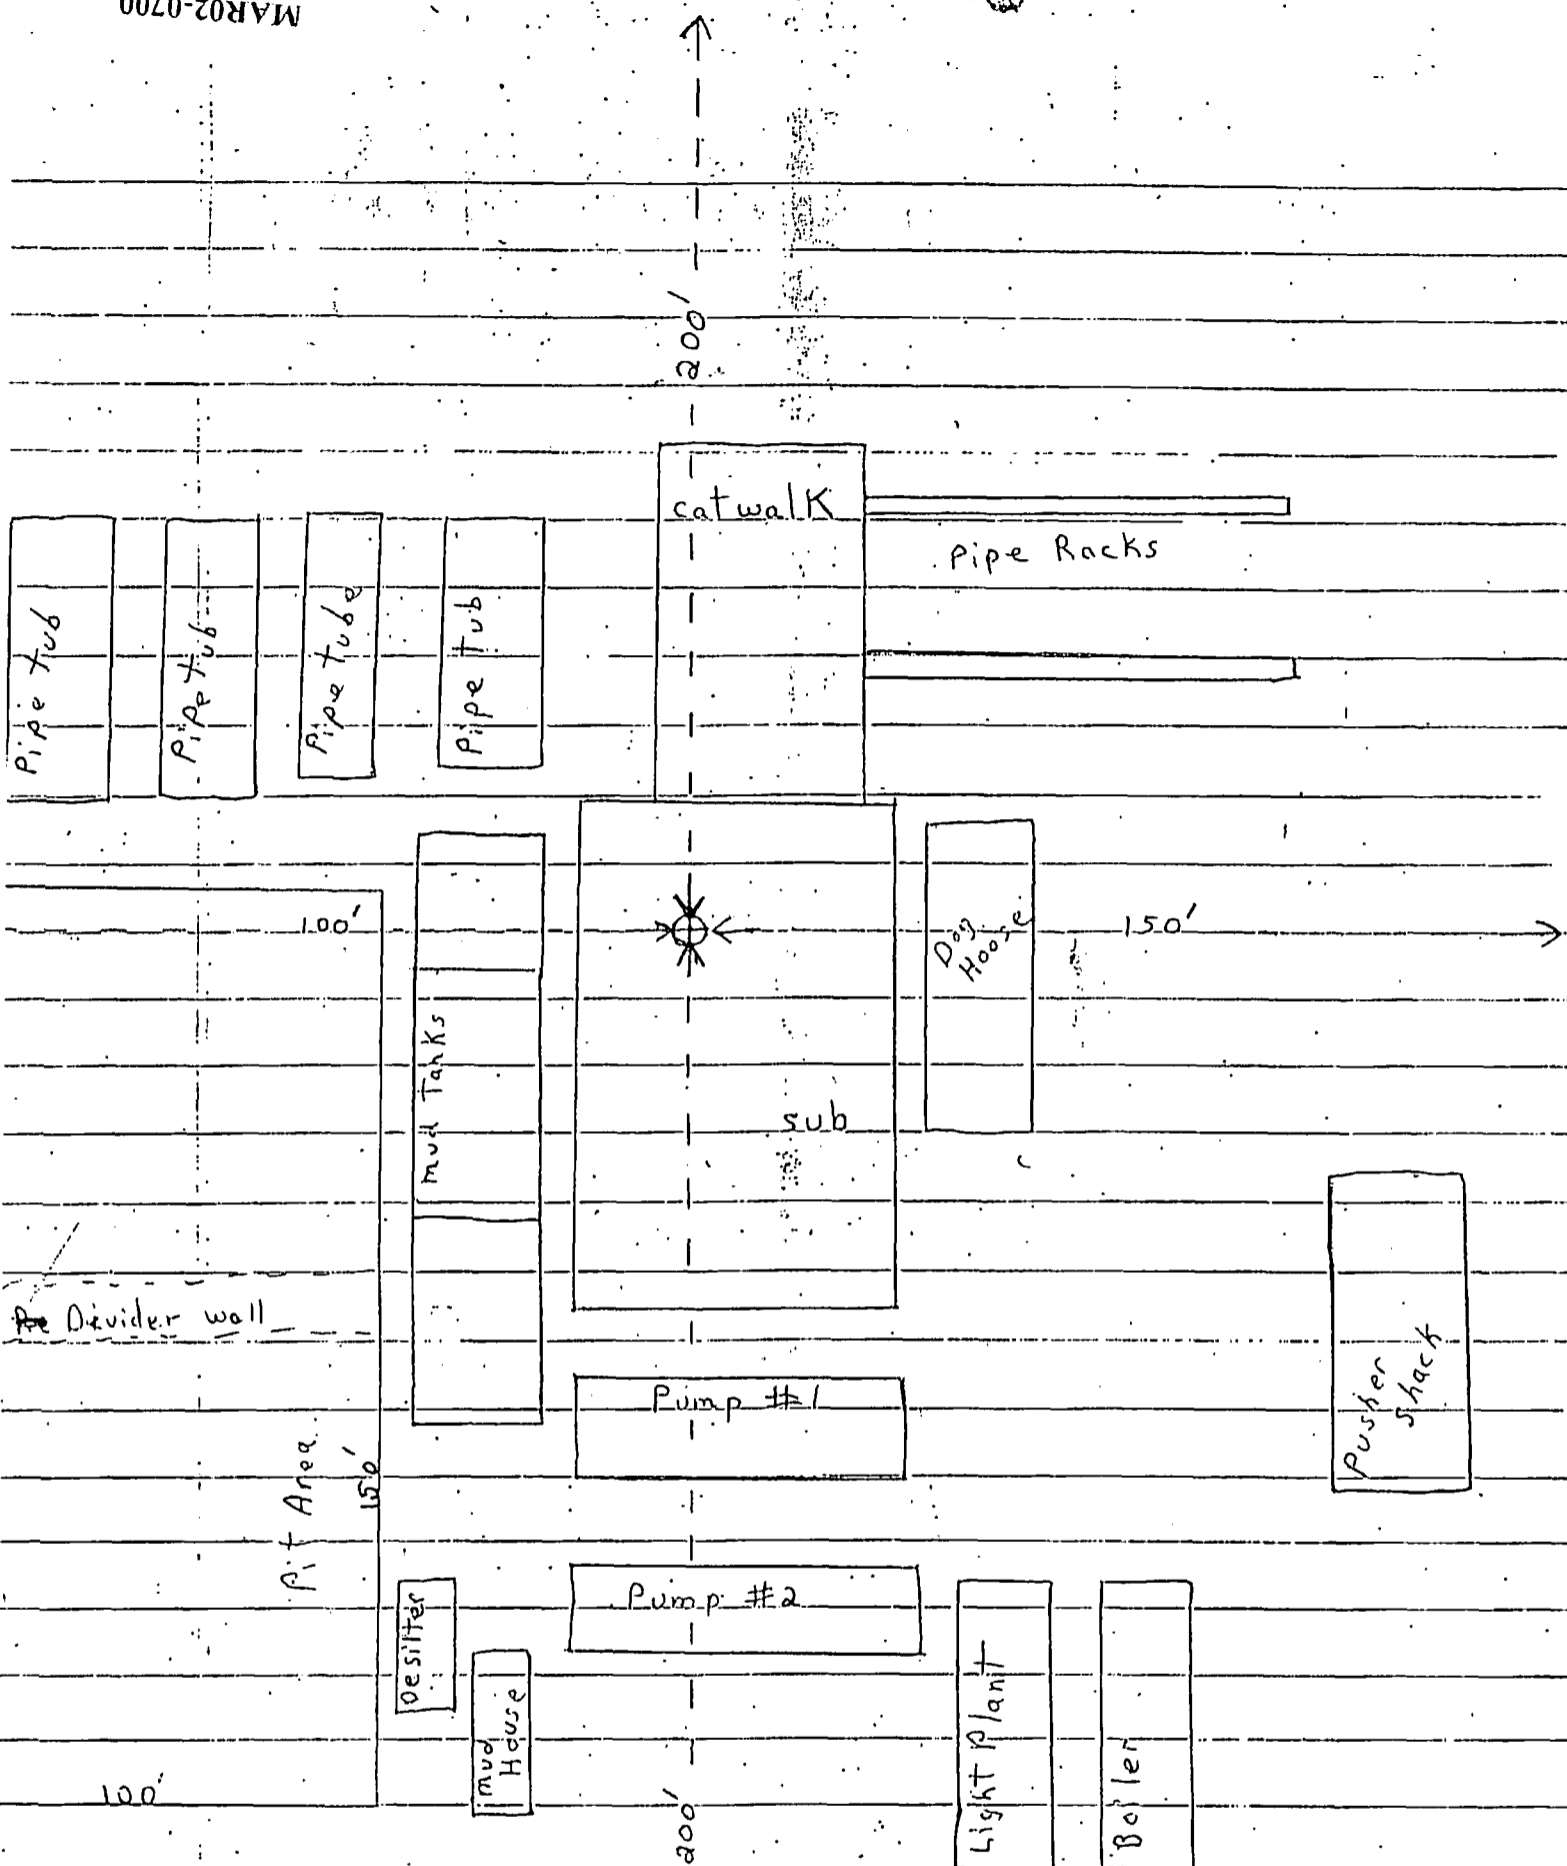 MAR02-0700
200'
catwalk
Pipe Racks
Pipe tub
Pipe tub
Pipe tube
Pipe tub
100'
150'
Dog
Hoose
mud Tanks
sub
Divider wall
Pusher
shack
Pump #1
Pit Area
150'
Pump #2
Desilter
mud
House
Light Plant
Boiler
100'
200'